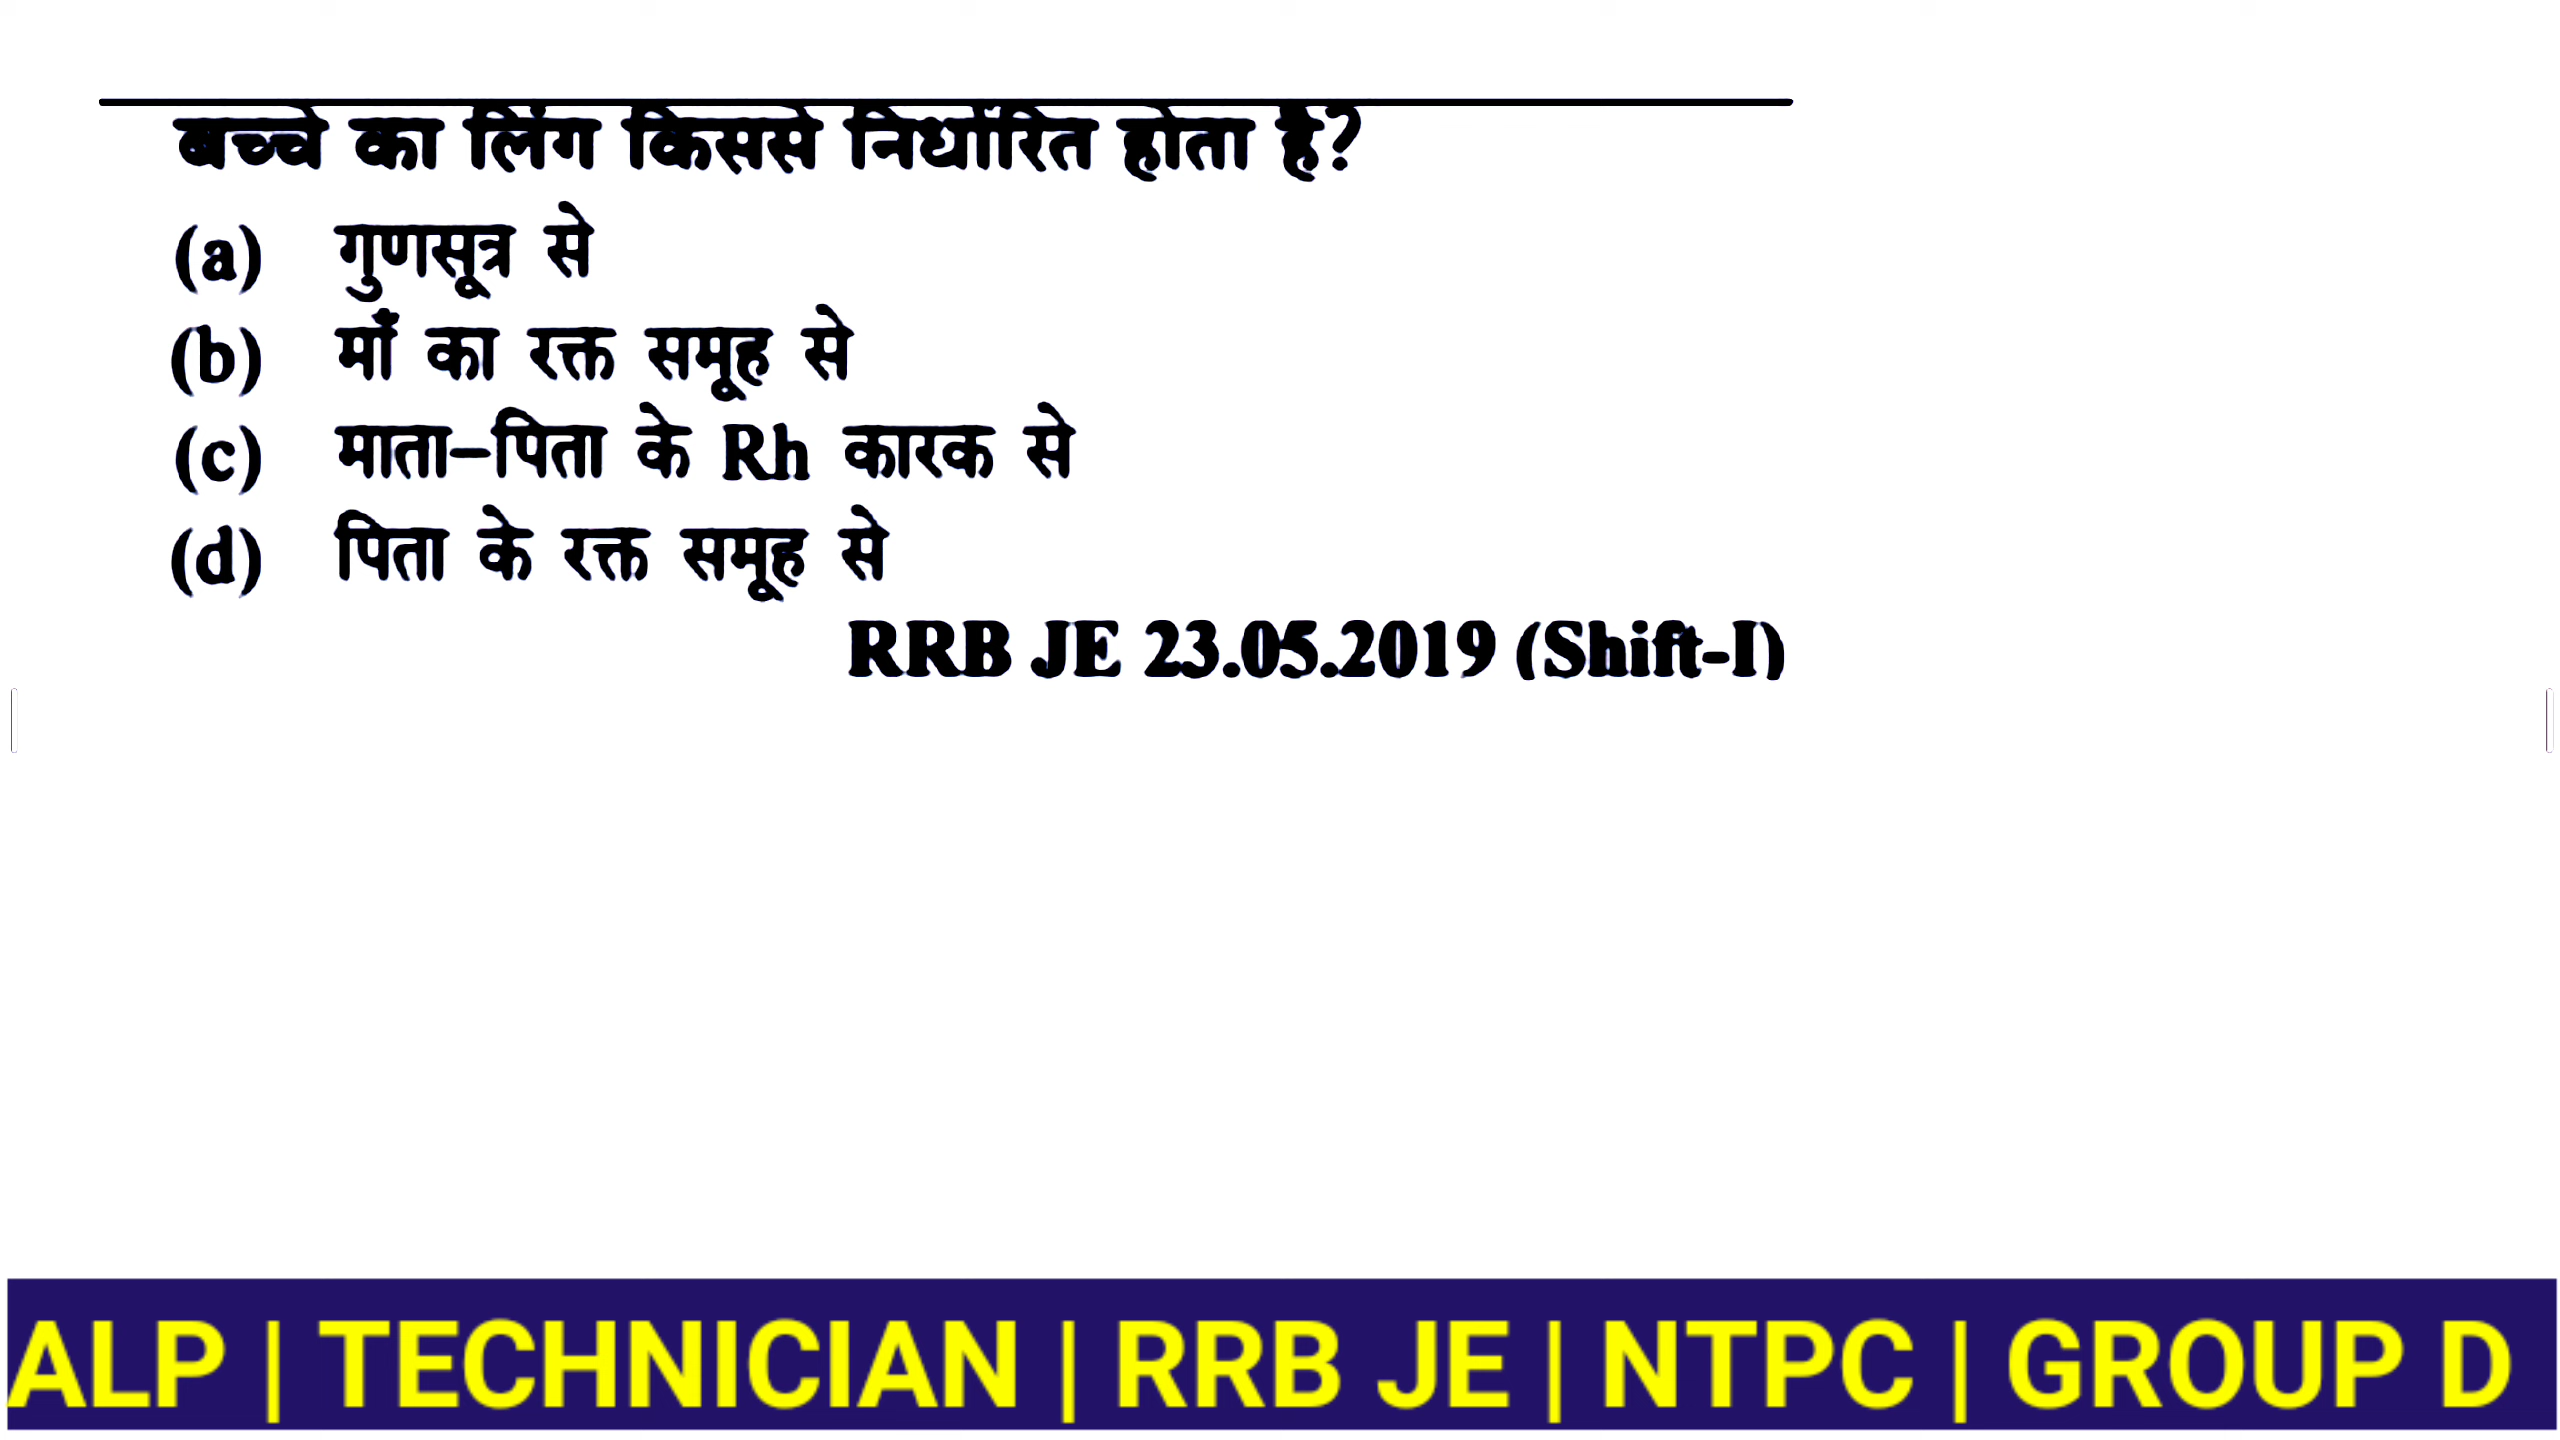 बच्चे का लिंग किससे निर्धारित होता है?
(a) गुणसूत्र से
(b) माँ का रक्त समूह से
(c) माता-पिता के Rh कारक से
(d) पिता के रक्त समूह से
RRB JE 23.05.2019 (Shift-I)
ALP | TECHNICIAN | RRB JE | NTPC | GROUP D